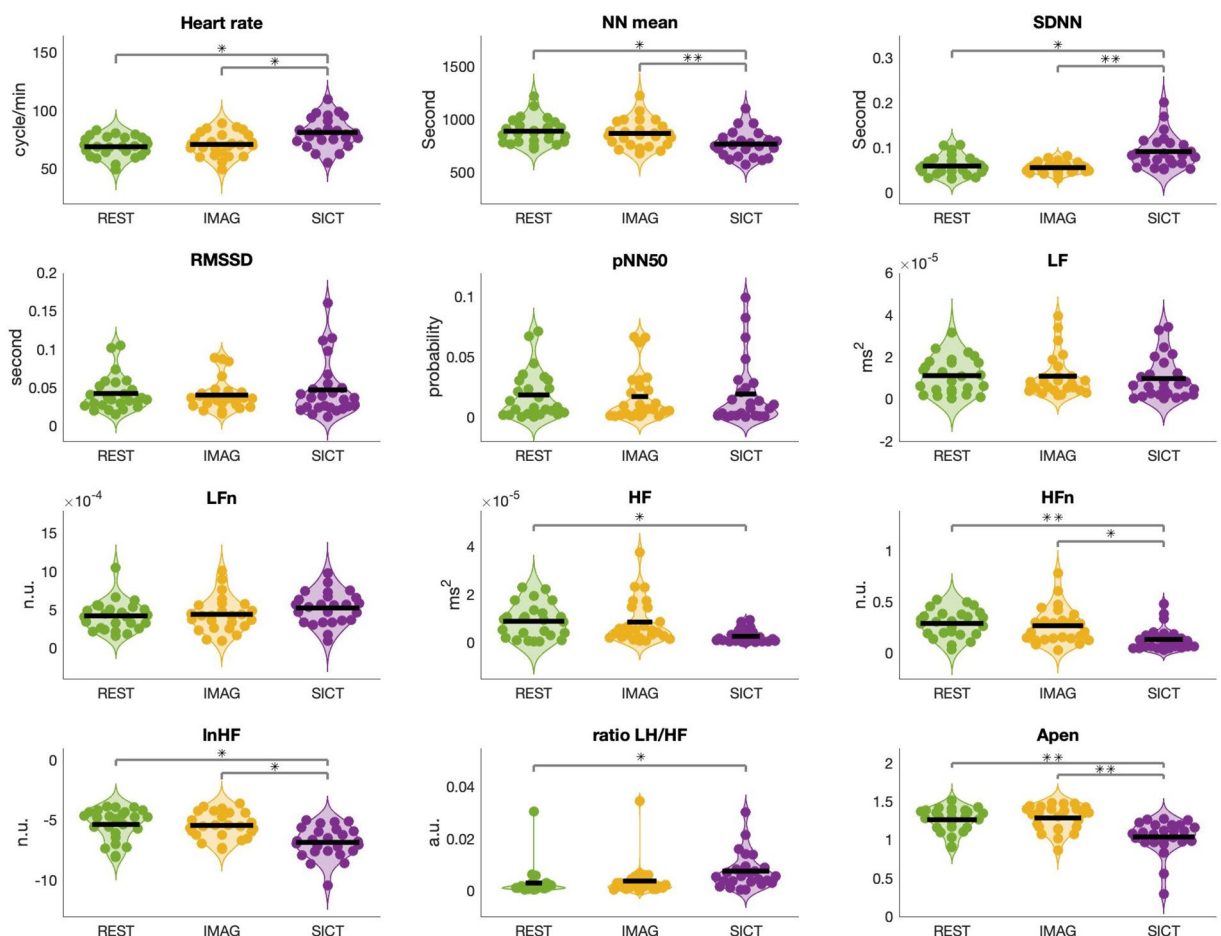 Heart rate
NN mean
SDNN
150
100
50
cycle/min
*
*
REST IMAG SICT
1500
1000
500
Second
*
**
REST IMAG SICT
0.3
0.2
0.1
0
Second
*
**
REST IMAG SICT
RMSSD
pNN50
LF
0.2
0.15
0.1
0.05
0
second
REST IMAG SICT
0.1
0.05
0
probability
REST IMAG SICT
×10⁻⁵
6
4
2
0
-2
ms²
REST IMAG SICT
LFn
HF
HFn
×10⁻⁴
15
10
5
0
n.u.
REST IMAG SICT
×10⁻⁵
4
2
0
ms²
*
REST IMAG SICT
1
0.5
0
n.u.
**
*
REST IMAG SICT
lnHF
ratio LH/HF
Apen
0
-5
-10
n.u.
*
*
REST IMAG SICT
0.04
0.02
0
a.u.
*
REST IMAG SICT
2
1.5
1
0.5
0
**
**
REST IMAG SICT